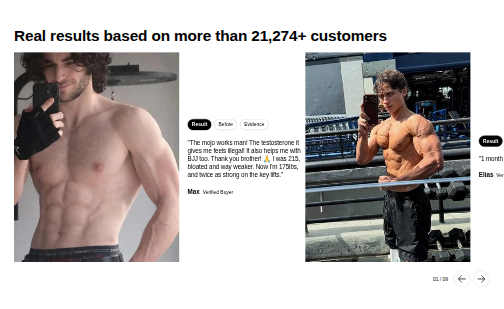 Real results based on more than 21,274+ customers
Result Before Evidence
"The mojo works man! The testosterone it
gives me feels illegal! It also helps me with
BJJ too. Thank you brother! 🙏 I was 215,
bloated and way weaker. Now I'm 175lbs,
and twice as strong on the key lifts."
Max Verified Buyer
Result
"1 month
Elias Ver
01 / 09